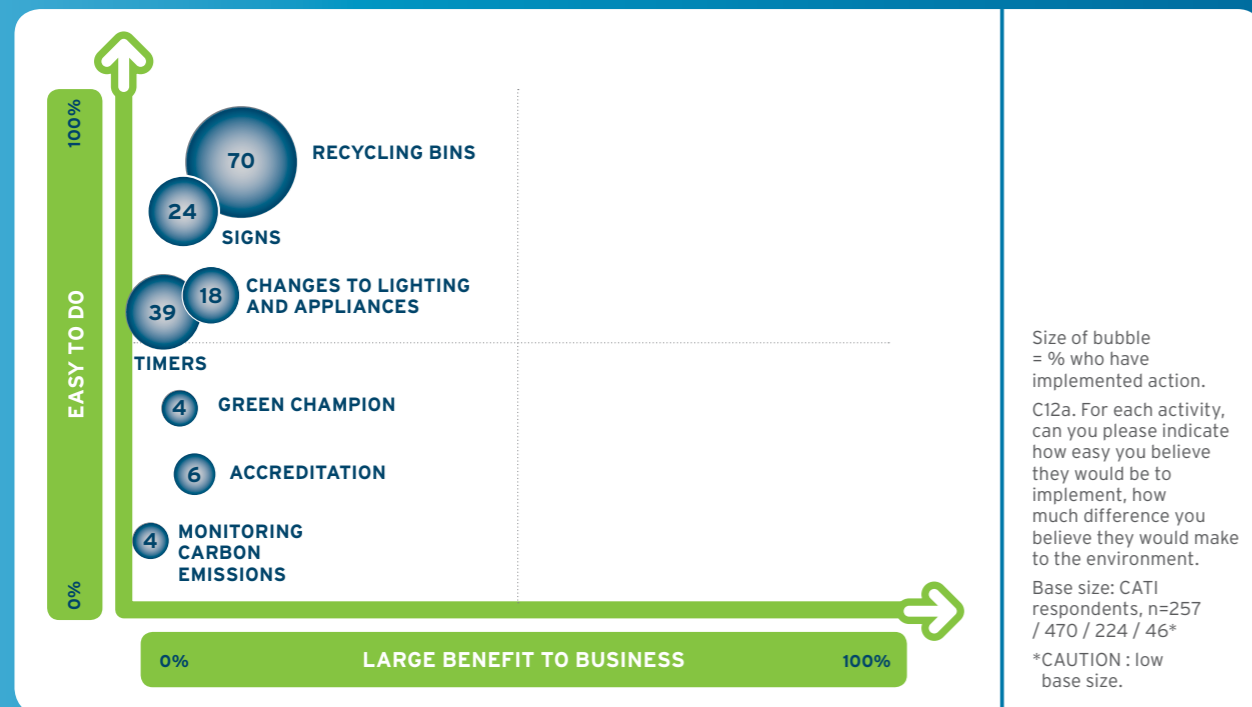 100%
EASY TO DO
0%
70
RECYCLING BINS
24
SIGNS
39
18
CHANGES TO LIGHTING
AND APPLIANCES
TIMERS
4
GREEN CHAMPION
6
ACCREDITATION
4
MONITORING
CARBON
EMISSIONS
0%
LARGE BENEFIT TO BUSINESS
100%
Size of bubble
= % who have
implemented action.
C12a. For each activity,
can you please indicate
how easy you believe
they would be to
implement, how
much difference you
believe they would make
to the environment.
Base size: CATI
respondents, n=257
/ 470 / 224 / 46*
*CAUTION : low
base size.